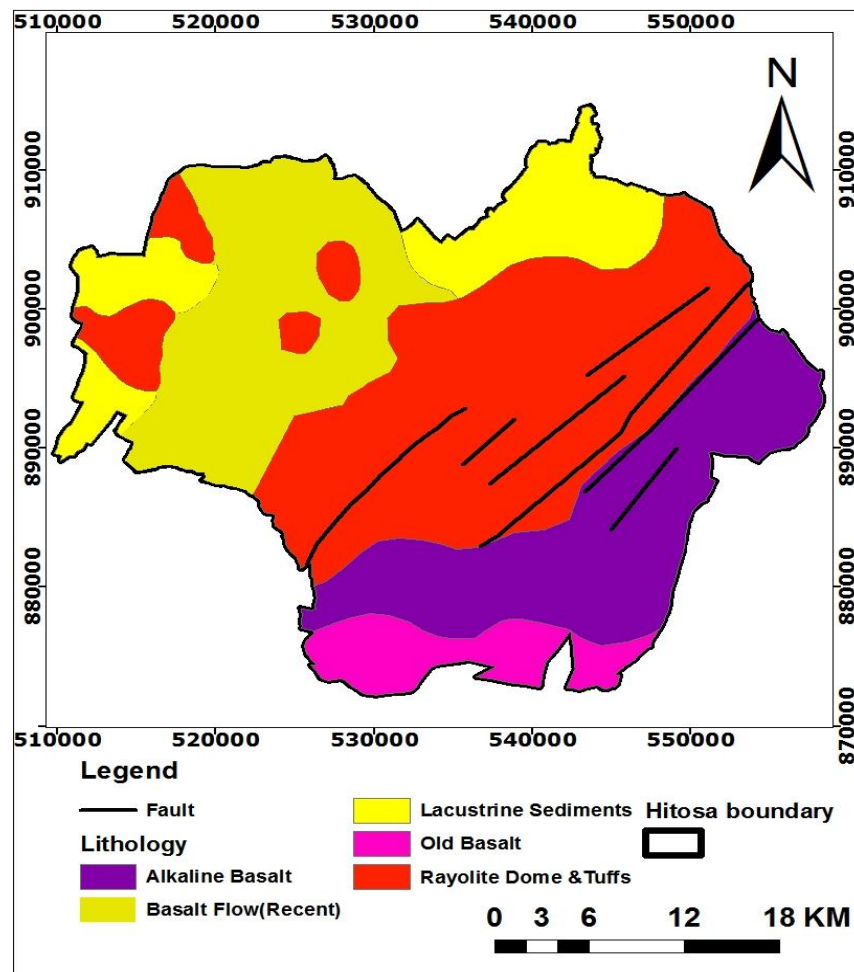 510000 520000 530000 540000 550000
N
910000 910000
900000 900000
890000 890000
880000 880000
870000
510000 520000 530000 540000 550000
Legend
Fault
Lithology
Alkaline Basalt
Basalt Flow(Recent)
Lacustrine Sediments
Old Basalt
Rayolite Dome &Tuffs
Hitosa boundary
0 3 6 12 18 KM